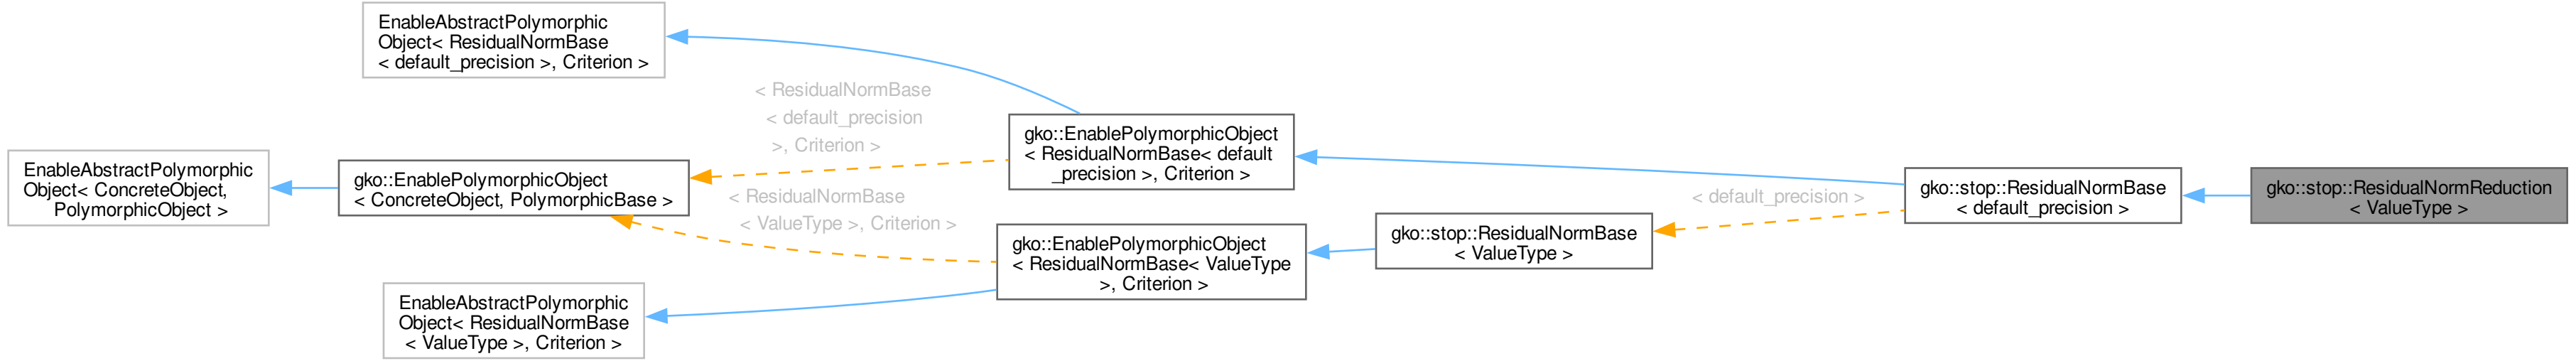 EnableAbstractPolymorphic
Object< ResidualNormBase
< default_precision >, Criterion >
< ResidualNormBase
< default_precision
>, Criterion >
gko::EnablePolymorphicObject
< ResidualNormBase< default
_precision >, Criterion >
EnableAbstractPolymorphic
Object< ConcreteObject,
PolymorphicObject >
gko::EnablePolymorphicObject
< ConcreteObject, PolymorphicBase >
< ResidualNormBase
< ValueType >, Criterion >
< default_precision >
gko::stop::ResidualNormBase
< default_precision >
gko::stop::ResidualNormReduction
< ValueType >
gko::EnablePolymorphicObject
< ResidualNormBase< ValueType
>, Criterion >
gko::stop::ResidualNormBase
< ValueType >
EnableAbstractPolymorphic
Object< ResidualNormBase
< ValueType >, Criterion >